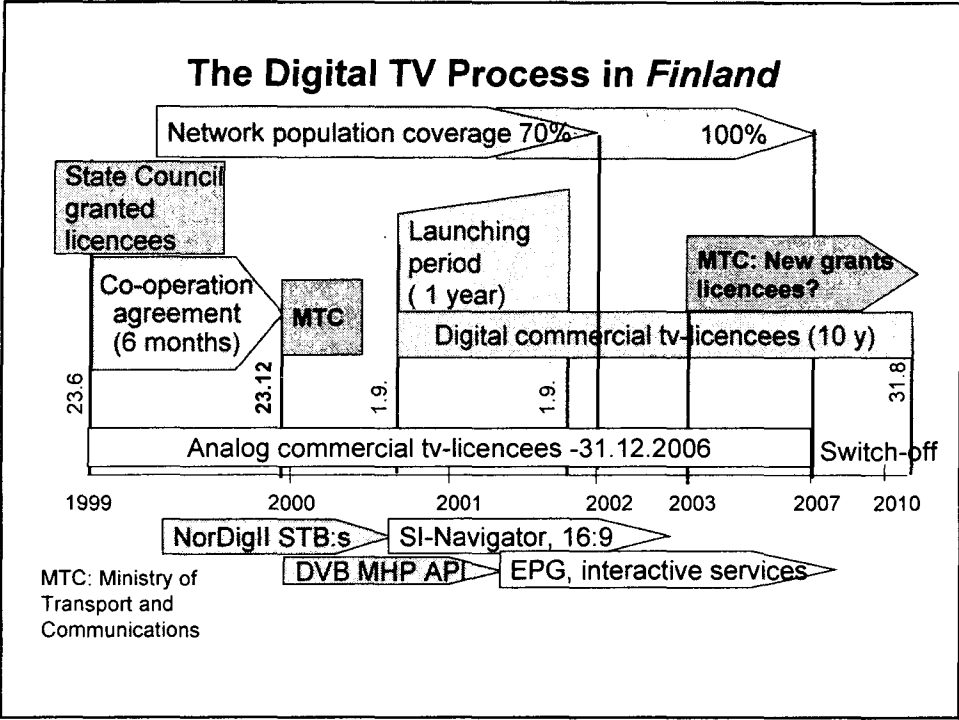 The Digital TV Process in Finland
Network population coverage 70%
100%
State Council
granted
licencees
Launching
period
( 1 year)
MTC: New grants
licencees?
Co-operation
agreement
(6 months)
MTC
Digital commercial tv-licencees (10 y)
23.6
23.12
1.9.
1.9.
31.8
Analog commercial tv-licencees -31.12.2006
Switch-off
1999
2000
2001
2002
2003
2007
2010
NorDigII STB:s
SI-Navigator, 16:9
DVB MHP API
EPG, interactive services
MTC: Ministry of
Transport and
Communications